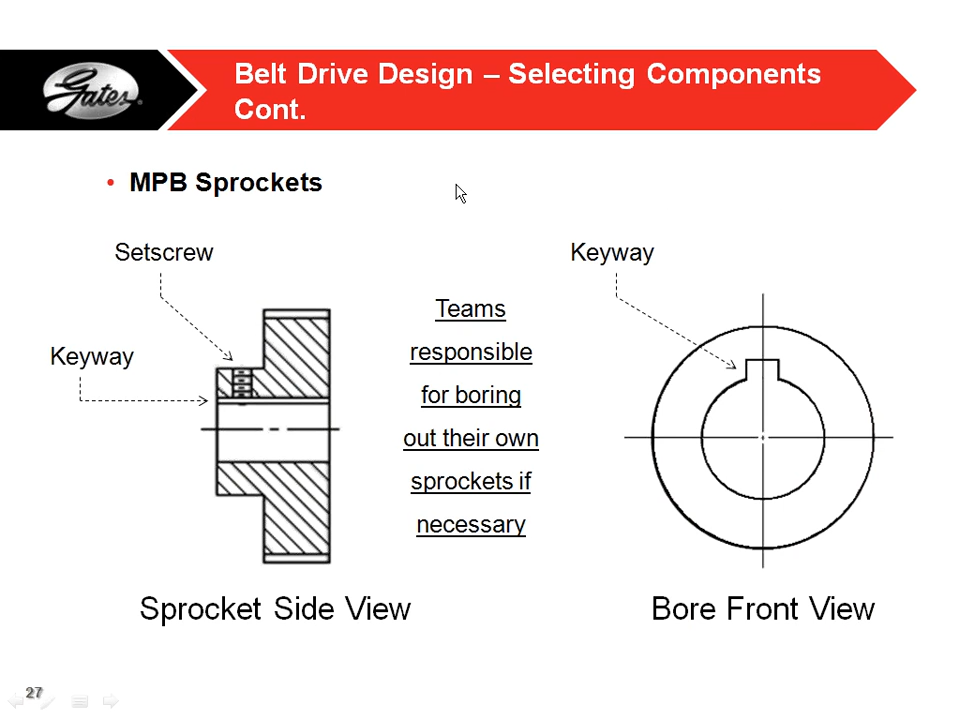 Gates
Belt Drive Design – Selecting Components
Cont.
• MPB Sprockets
Setscrew
Keyway
Keyway
Teams
responsible
for boring
out their own
sprockets if
necessary
Sprocket Side View
Bore Front View
27